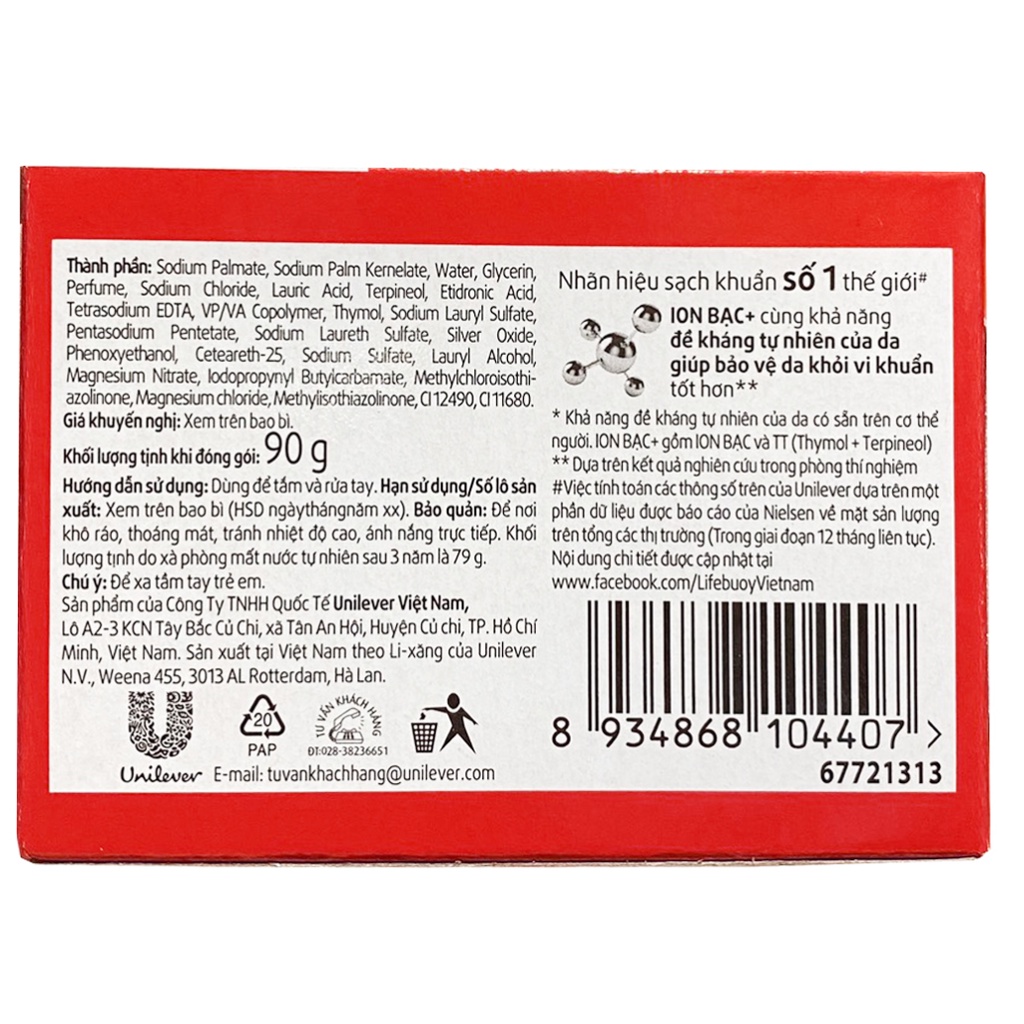 Thành phần: Sodium Palmate, Sodium Palm Kernelate, Water, Glycerin,
Perfume, Sodium Chloride, Lauric Acid, Terpineol, Etidronic Acid,
Tetrasodium EDTA, VP/VA Copolymer, Thymol, Sodium Lauryl Sulfate,
Pentasodium Pentetate, Sodium Laureth Sulfate, Silver Oxide,
Phenoxyethanol, Ceteareth-25, Sodium Sulfate, Lauryl Alcohol,
Magnesium Nitrate, Iodopropynyl Butylcarbamate, Methylchloroisothi-
azolinone, Magnesium chloride, Methylisothiazolinone, CI 12490, CI 11680.
Giá khuyến nghị: Xem trên bao bì.
Khối lượng tịnh khi đóng gói: 90 g
Hướng dẫn sử dụng: Dùng để tắm và rửa tay. Hạn sử dụng/Số lô sản
xuất: Xem trên bao bì (HSD ngàythángnăm xx). Bảo quản: Để nơi
khô ráo, thoáng mát, tránh nhiệt độ cao, ánh nắng trực tiếp. Khối
lượng tịnh do xà phòng mất nước tự nhiên sau 3 năm là 79 g.
Chú ý: Để xa tầm tay trẻ em.
Sản phẩm của Công Ty TNHH Quốc Tế Unilever Việt Nam,
Lô A2-3 KCN Tây Bắc Củ Chi, xã Tân An Hội, Huyện Củ chi, TP. Hồ Chí
Minh, Việt Nam. Sản xuất tại Việt Nam theo Li-xăng của Unilever
N.V., Weena 455, 3013 AL Rotterdam, Hà Lan.
20
PAP
TƯ VẤN KHÁCH HÀNG
ĐT:028-38236651
Unilever
E-mail: tuvankhachhang@unilever.com
Nhãn hiệu sạch khuẩn số 1 thế giới#
ION BẠC+ cùng khả năng
đề kháng tự nhiên của da
giúp bảo vệ da khỏi vi khuẩn
tốt hơn**
* Khả năng đề kháng tự nhiên của da có sẵn trên cơ thể
người. ION BẠC+ gồm ION BẠC và TT (Thymol + Terpineol)
** Dựa trên kết quả nghiên cứu trong phòng thí nghiệm
#Việc tính toán các thông số trên của Unilever dựa trên một
phần dữ liệu được báo cáo của Nielsen về mặt sản lượng
trên tổng các thị trường (Trong giai đoạn 12 tháng liên tục).
Nội dung chi tiết được cập nhật tại
www.facebook.com/LifebuoyVietnam
8 934868 104407 >
67721313